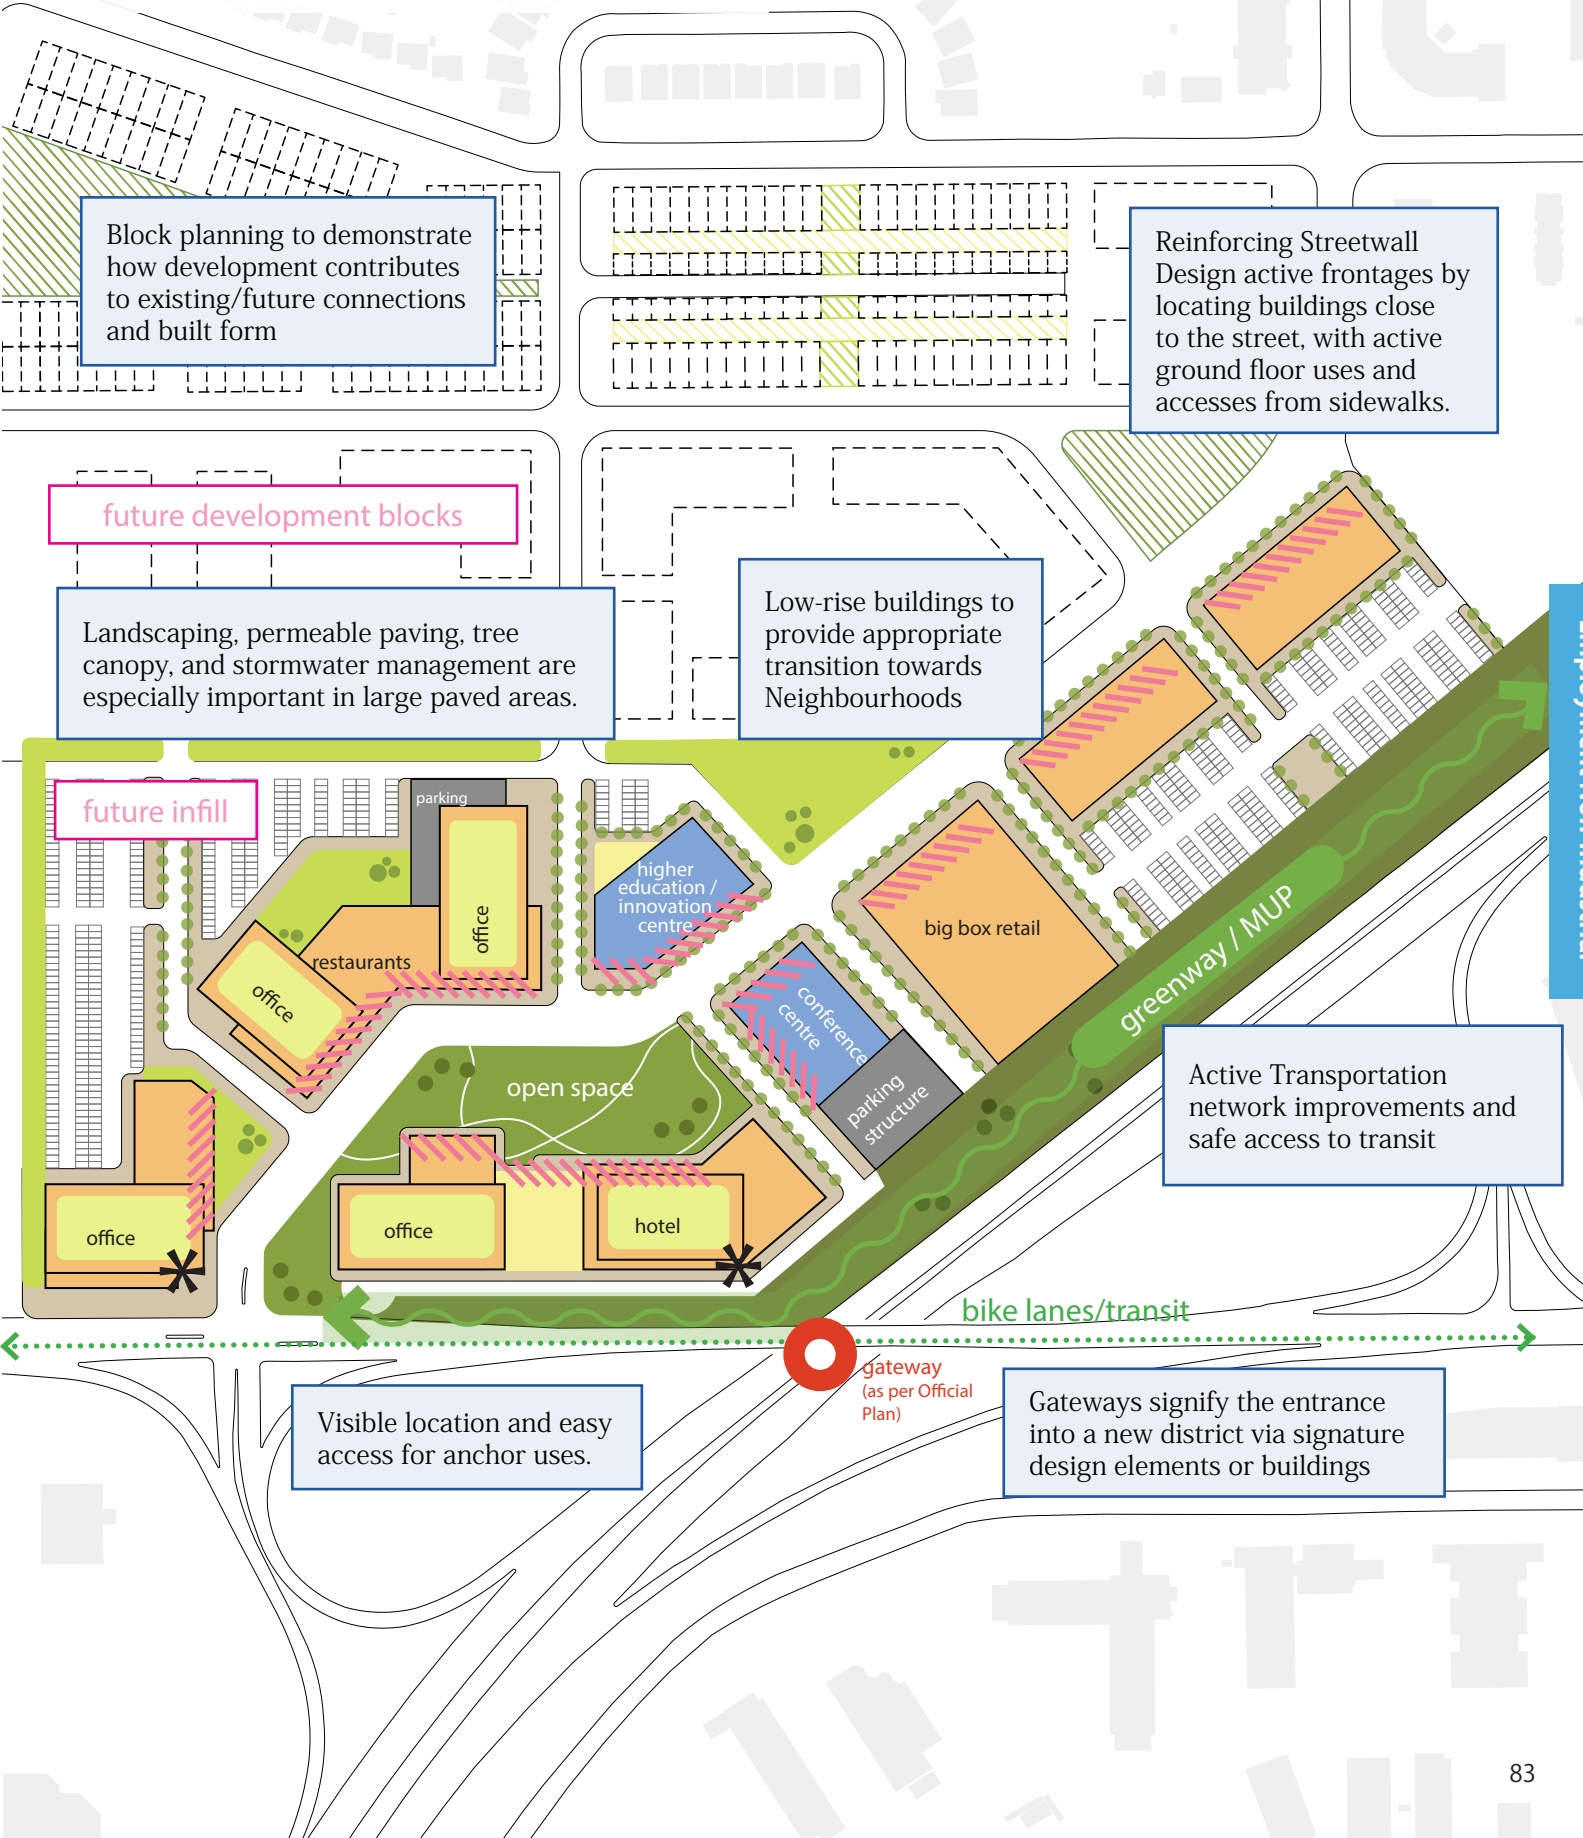 Block planning to demonstrate
how development contributes
to existing/future connections
and built form
Reinforcing Streetwall
Design active frontages by
locating buildings close
to the street, with active
ground floor uses and
accesses from sidewalks.
future development blocks
Landscaping, permeable paving, tree
canopy, and stormwater management are
especially important in large paved areas.
Low-rise buildings to
provide appropriate
transition towards
Neighbourhoods
future infill
parking
office
restaurants
office
higher
education /
innovation
centre
big box retail
conference
centre
parking
structure
greenway / MUP
open space
office
office
hotel
Active Transportation
network improvements and
safe access to transit
bike lanes/transit
gateway
(as per Official
Plan)
Visible location and easy
access for anchor uses.
Gateways signify the entrance
into a new district via signature
design elements or buildings
83